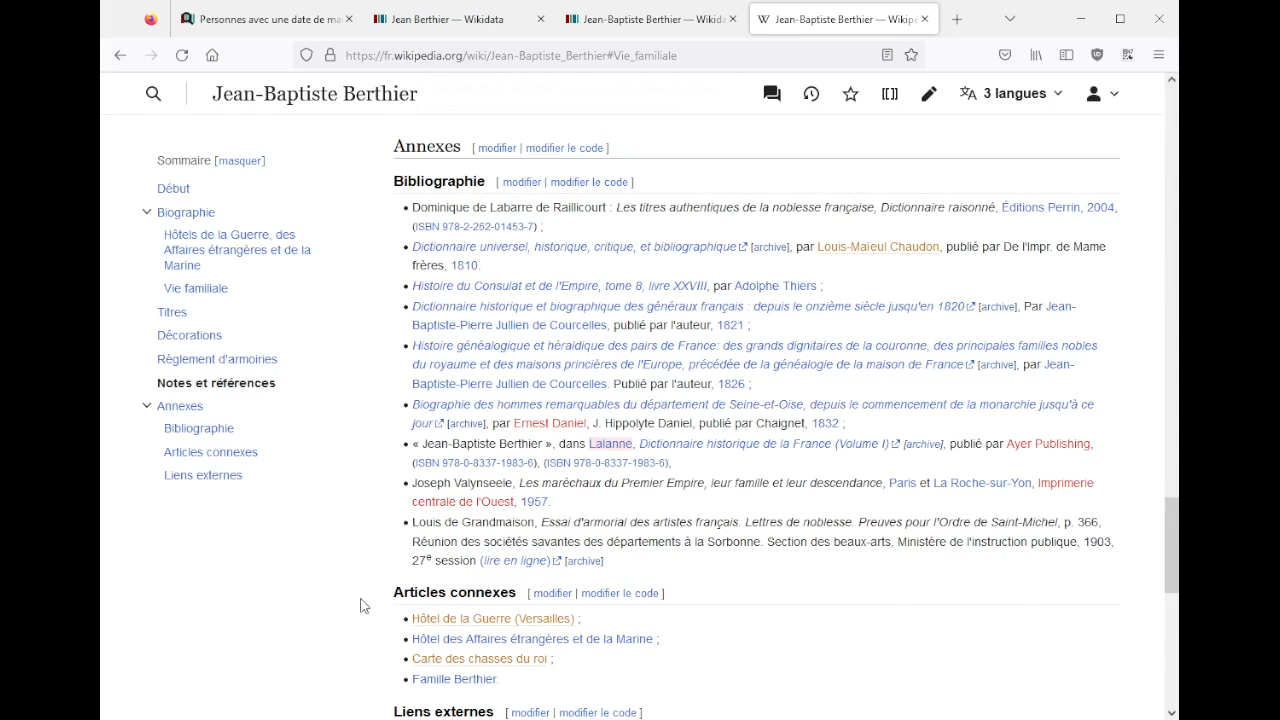 Personnes avec une date de ma
Jean Berthier — Wikidata
Jean-Baptiste Berthier — Wikida
Jean-Baptiste Berthier — Wikipe
https://fr.wikipedia.org/wiki/Jean-Baptiste_Berthier#Vie_familiale
Jean-Baptiste Berthier
3 langues
Sommaire [masquer]
Début
Biographie
Hôtels de la Guerre, des
Affaires étrangères et de la
Marine
Vie familiale
Titres
Décorations
Règlement d'armoiries
Notes et références
Annexes
Bibliographie
Articles connexes
Liens externes
Annexes [ modifier | modifier le code ]
Bibliographie [ modifier | modifier le code ]
• Dominique de Labarre de Raillicourt : Les titres authentiques de la noblesse française, Dictionnaire raisonné, Éditions Perrin, 2004,
(ISBN 978-2-262-01453-7) ;
• Dictionnaire universel, historique, critique, et bibliographique [archive], par Louis-Maïeul Chaudon, publié par De l'Impr. de Mame
frères, 1810.
• Histoire du Consulat et de l'Empire, tome 8, livre XXVIII, par Adolphe Thiers ;
• Dictionnaire historique et biographique des généraux français : depuis le onzième siècle jusqu'en 1820 [archive], Par Jean-
Baptiste-Pierre Jullien de Courcelles, publié par l'auteur, 1821 ;
• Histoire généalogique et héraldique des pairs de France: des grands dignitaires de la couronne, des principales familles nobles
du royaume et des maisons princières de l'Europe, précédée de la généalogie de la maison de France [archive], par Jean-
Baptiste-Pierre Jullien de Courcelles. Publié par l'auteur, 1826 ;
• Biographie des hommes remarquables du département de Seine-et-Oise, depuis le commencement de la monarchie jusqu'à ce
jour [archive], par Ernest Daniel, J. Hippolyte Daniel, publié par Chaignet, 1832 ;
• « Jean-Baptiste Berthier », dans Lalanne, Dictionnaire historique de la France (Volume I) [archive], publié par Ayer Publishing,
(ISBN 978-0-8337-1983-6), (ISBN 978-0-8337-1983-6),
• Joseph Valynseele, Les maréchaux du Premier Empire, leur famille et leur descendance, Paris et La Roche-sur-Yon, Imprimerie
centrale de l'Ouest, 1957.
• Louis de Grandmaison, Essai d'armorial des artistes français. Lettres de noblesse. Preuves pour l'Ordre de Saint-Michel, p. 366,
Réunion des sociétés savantes des départements à la Sorbonne. Section des beaux-arts, Ministère de l'instruction publique, 1903,
27e session (lire en ligne) [archive]
Articles connexes [ modifier | modifier le code ]
• Hôtel de la Guerre (Versailles) ;
• Hôtel des Affaires étrangères et de la Marine ;
• Carte des chasses du roi ;
• Famille Berthier.
Liens externes [ modifier | modifier le code ]